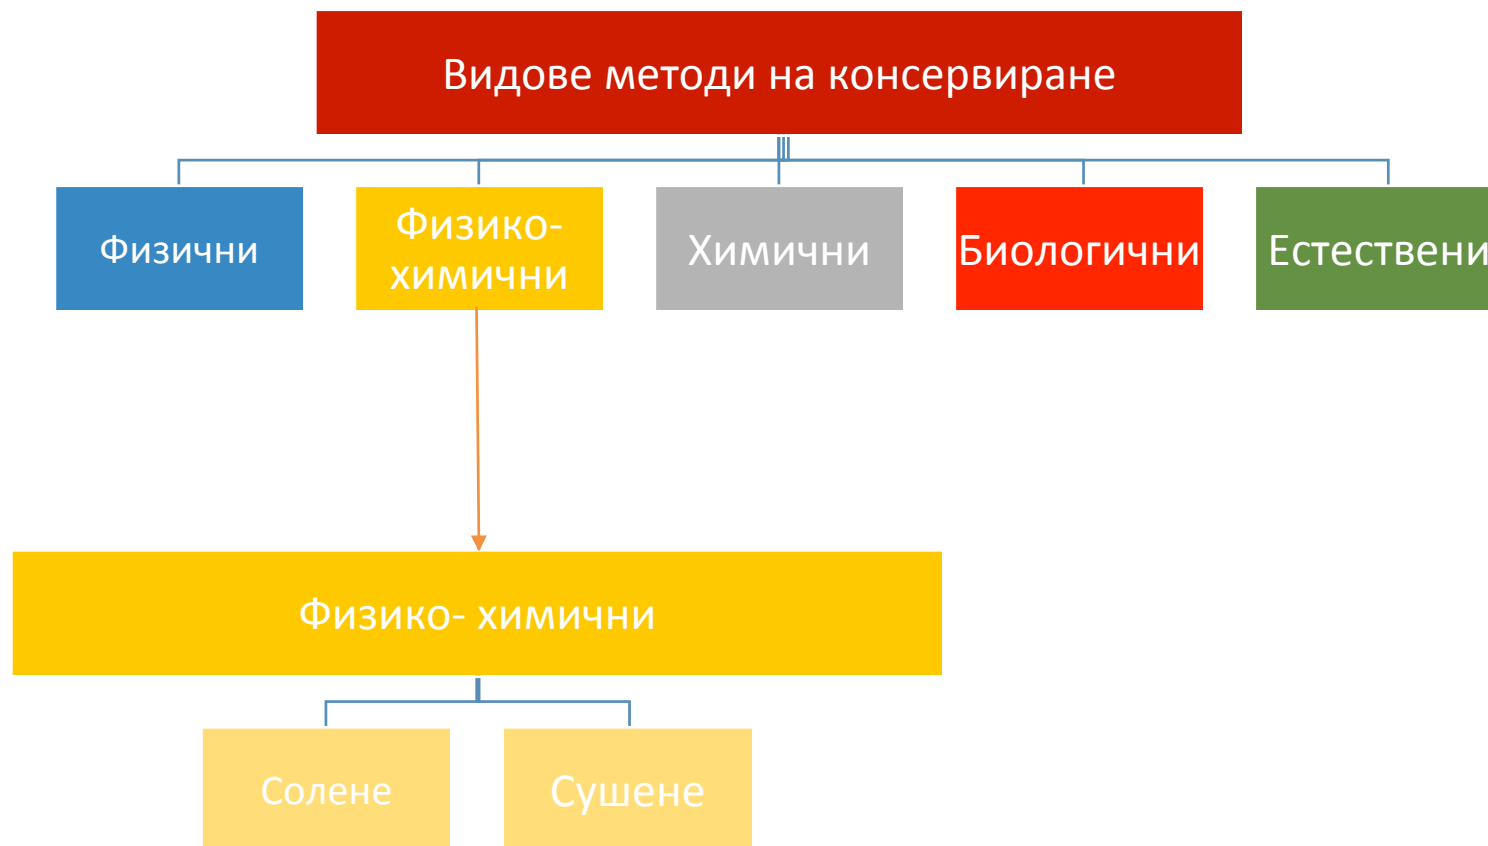 Видове методи на консервиране
Физични
Физико-
химични
Химични
Биологични
Естествени
Физико- химични
Солене
Сушене